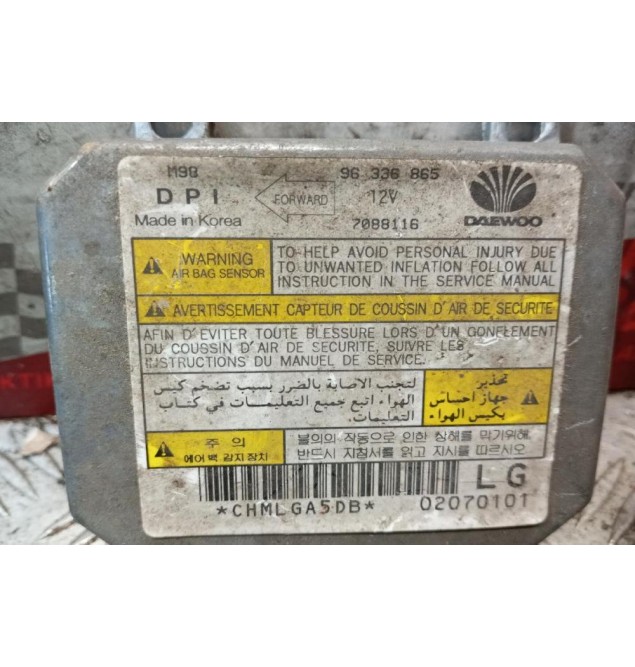 M98 96 336 865
DPI FORWARD 12V
Made in Korea 7088116 DAEWOO
WARNING
AIR BAG SENSOR
TO HELP AVOID PERSONAL INJURY DUE
TO UNWANTED INFLATION FOLLOW ALL
INSTRUCTION IN THE SERVICE MANUAL
AVERTISSEMENT CAPTEUR DE COUSSIN D'AIR DE SECURITE
AFIN D'EVITER TOUTE BLESSURE LORS D'UN GONFLEMENT
DU COUSSIN D'AIR DE SECURITE, SUIVRE LES
INSTRUCTIONS DU MANUEL DE SERVICE.
تحذير
جهاز احساس
بكيس الهواء
لتجنب الاصابة بالضرر بسبب تضخم كيس
الهواء اتبع جميع التعليمات في كتاب
التعليمات.
주 의
에어백 감지장치
불의의 작동으로 인한 상해를 막기위해
반드시 지침서를 읽고 지시를 따르십시오
LG
*CHMLGA5DB* 02070101